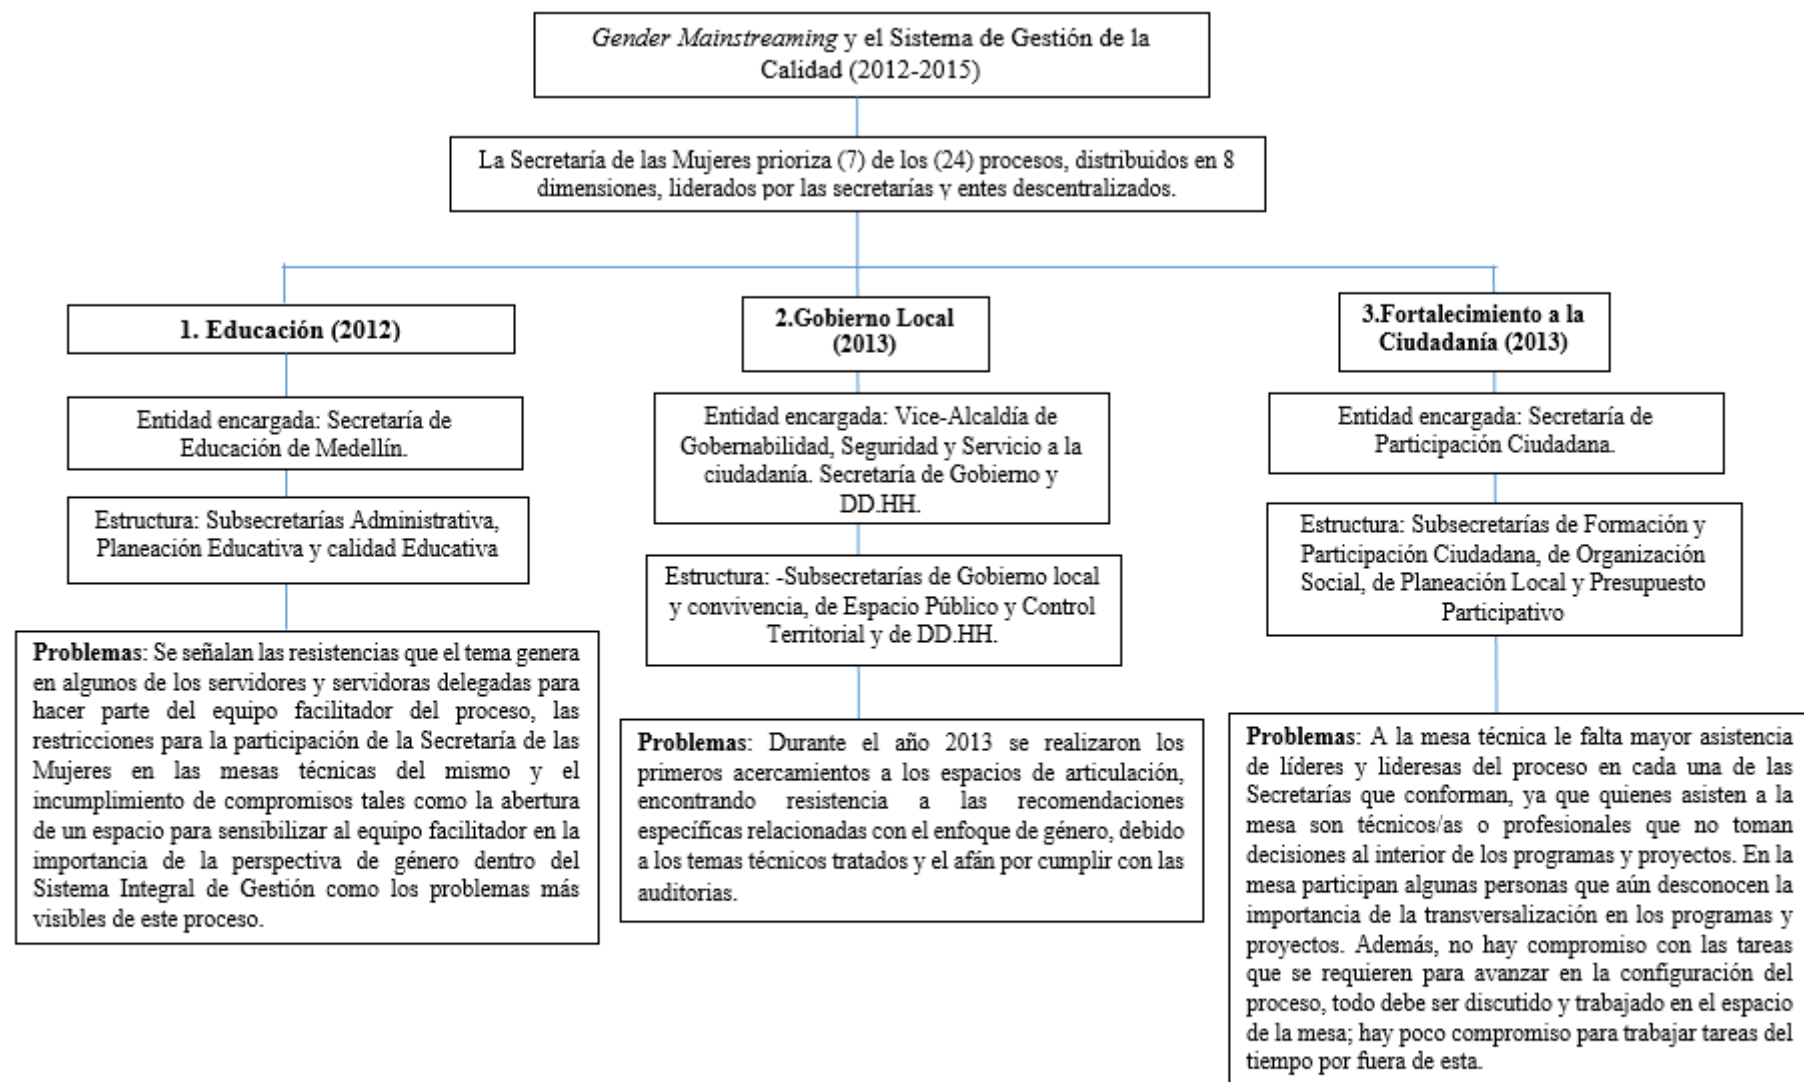 Gender Mainstreaming y el Sistema de Gestión de la
Calidad (2012-2015)
La Secretaría de las Mujeres prioriza (7) de los (24) procesos, distribuidos en 8
dimensiones, liderados por las secretarías y entes descentralizados.
1. Educación (2012)
Entidad encargada: Secretaría de
Educación de Medellín.
Estructura: Subsecretarías Administrativa,
Planeación Educativa y calidad Educativa
Problemas: Se señalan las resistencias que el tema genera
en algunos de los servidores y servidoras delegadas para
hacer parte del equipo facilitador del proceso, las
restricciones para la participación de la Secretaría de las
Mujeres en las mesas técnicas del mismo y el
incumplimiento de compromisos tales como la abertura
de un espacio para sensibilizar al equipo facilitador en la
importancia de la perspectiva de género dentro del
Sistema Integral de Gestión como los problemas más
visibles de este proceso.
2.Gobierno Local
(2013)
Entidad encargada: Vice-Alcaldía de
Gobernabilidad, Seguridad y Servicio a la
ciudadanía. Secretaría de Gobierno y
DD.HH.
Estructura: -Subsecretarías de Gobierno local
y convivencia, de Espacio Público y Control
Territorial y de DD.HH.
Problemas: Durante el año 2013 se realizaron los
primeros acercamientos a los espacios de articulación,
encontrando resistencia a las recomendaciones
específicas relacionadas con el enfoque de género, debido
a los temas técnicos tratados y el afán por cumplir con las
auditorias.
3.Fortalecimiento a la
Ciudadanía (2013)
Entidad encargada: Secretaría de
Participación Ciudadana.
Estructura: Subsecretarías de Formación y
Participación Ciudadana, de Organización
Social, de Planeación Local y Presupuesto
Participativo
Problemas: A la mesa técnica le falta mayor asistencia
de líderes y lideresas del proceso en cada una de las
Secretarías que conforman, ya que quienes asisten a la
mesa son técnicos/as o profesionales que no toman
decisiones al interior de los programas y proyectos. En la
mesa participan algunas personas que aún desconocen la
importancia de la transversalización en los programas y
proyectos. Además, no hay compromiso con las tareas
que se requieren para avanzar en la configuración del
proceso, todo debe ser discutido y trabajado en el espacio
de la mesa; hay poco compromiso para trabajar tareas del
tiempo por fuera de esta.